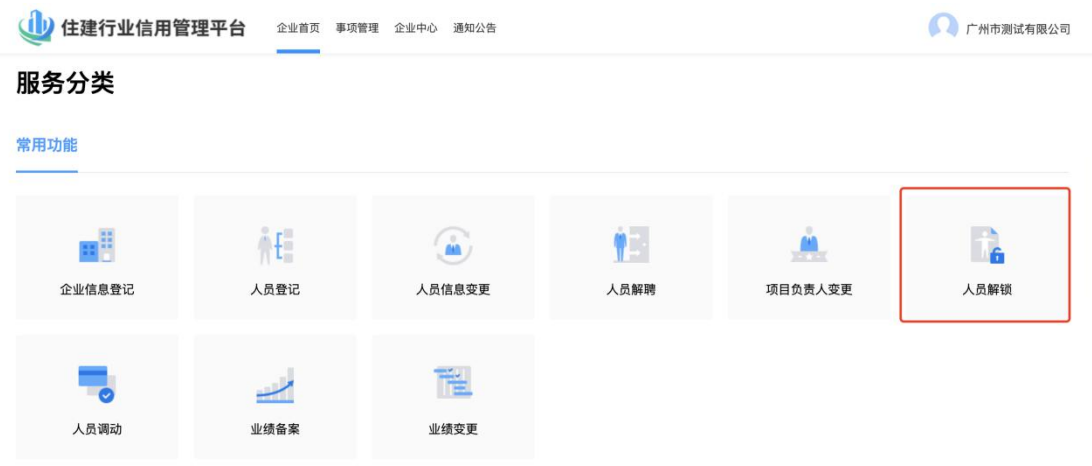 住建行业信用管理平台 企业首页 事项管理 企业中心 通知公告 广州市测试有限公司
服务分类
常用功能
企业信息登记 人员登记 人员信息变更 人员解聘 项目负责人变更 人员解锁
人员调动 业绩备案 业绩变更